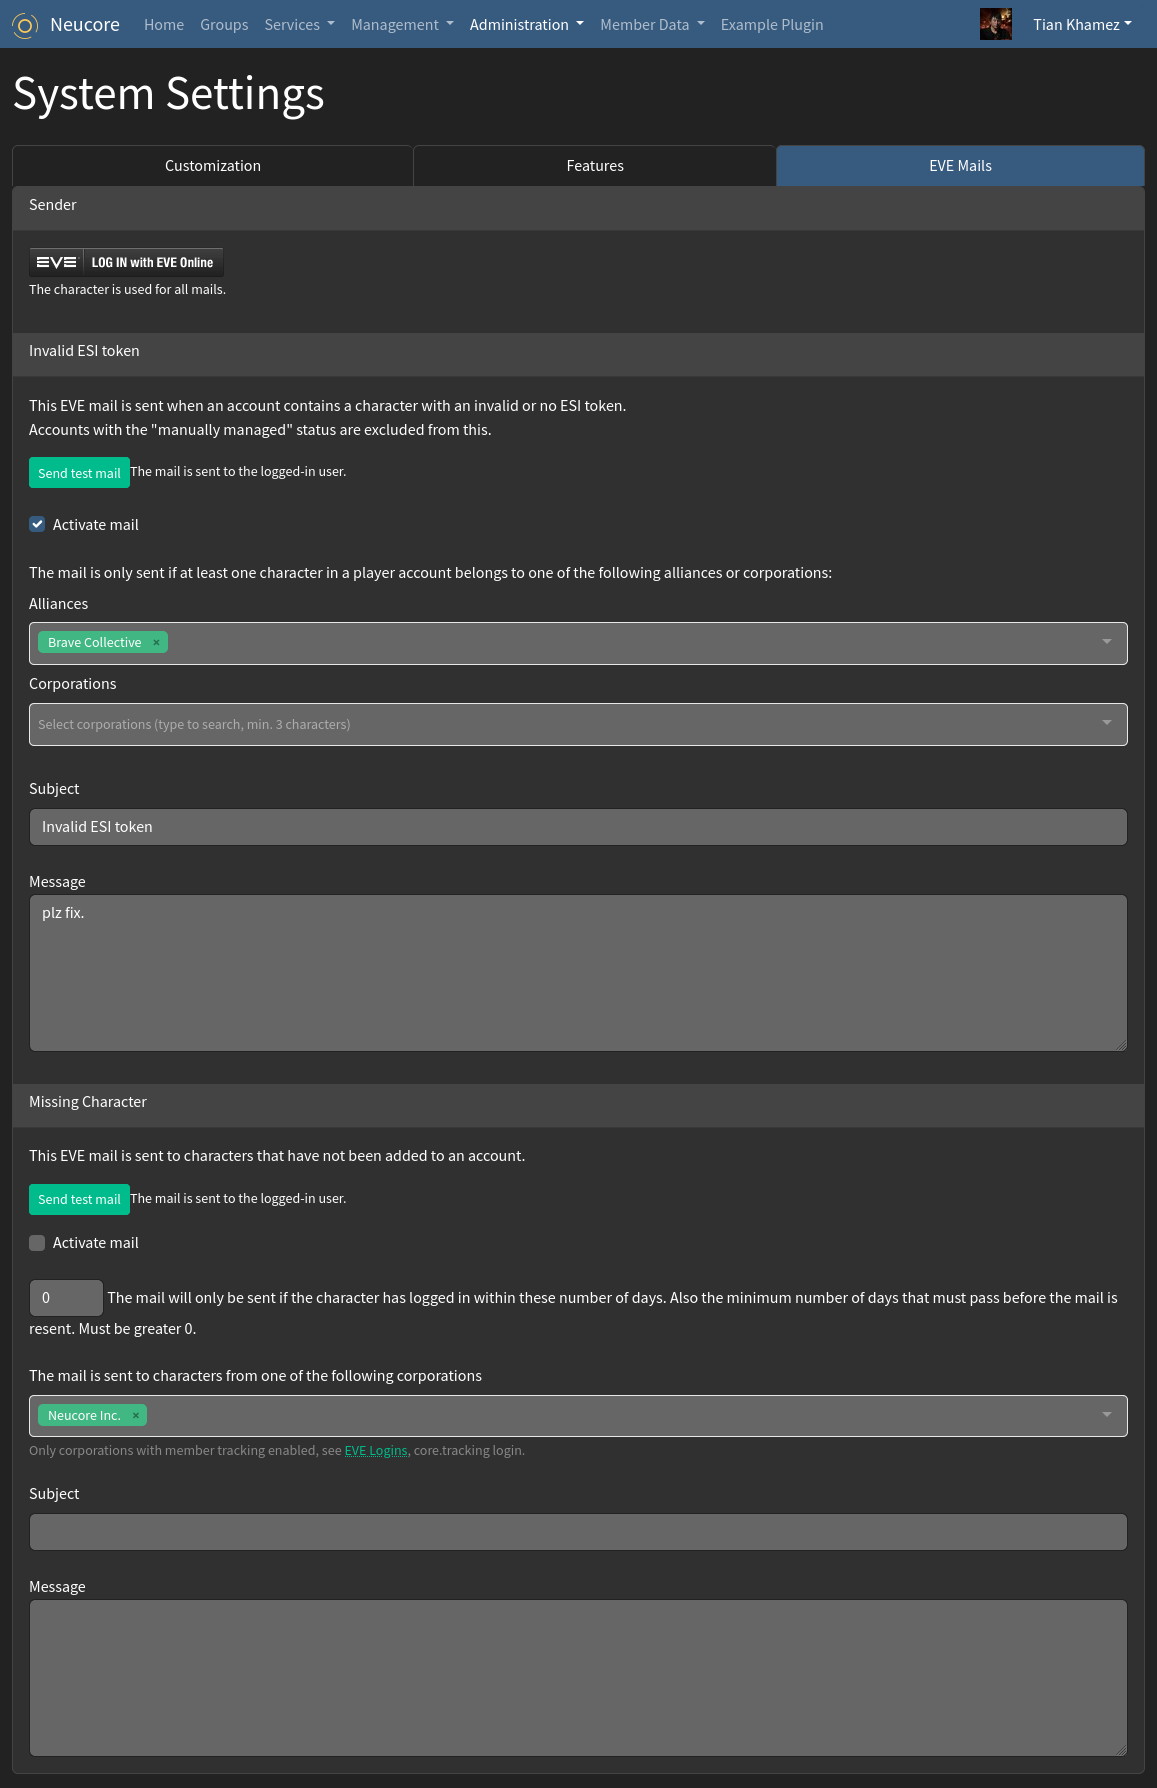 Neucore Home Groups Services Management Administration Member Data Example Plugin Tian Khamez
System Settings
Customization Features EVE Mails
Sender
EVE LOG IN with EVE Online
The character is used for all mails.
Invalid ESI token
This EVE mail is sent when an account contains a character with an invalid or no ESI token.
Accounts with the "manually managed" status are excluded from this.
Send test mail The mail is sent to the logged-in user.
Activate mail
The mail is only sent if at least one character in a player account belongs to one of the following alliances or corporations:
Alliances
Brave Collective ×
Corporations
Select corporations (type to search, min. 3 characters)
Subject
Invalid ESI token
Message
plz fix.
Missing Character
This EVE mail is sent to characters that have not been added to an account.
Send test mail The mail is sent to the logged-in user.
Activate mail
0 The mail will only be sent if the character has logged in within these number of days. Also the minimum number of days that must pass before the mail is
resent. Must be greater 0.
The mail is sent to characters from one of the following corporations
Neucore Inc. ×
Only corporations with member tracking enabled, see EVE Logins, core.tracking login.
Subject
Message